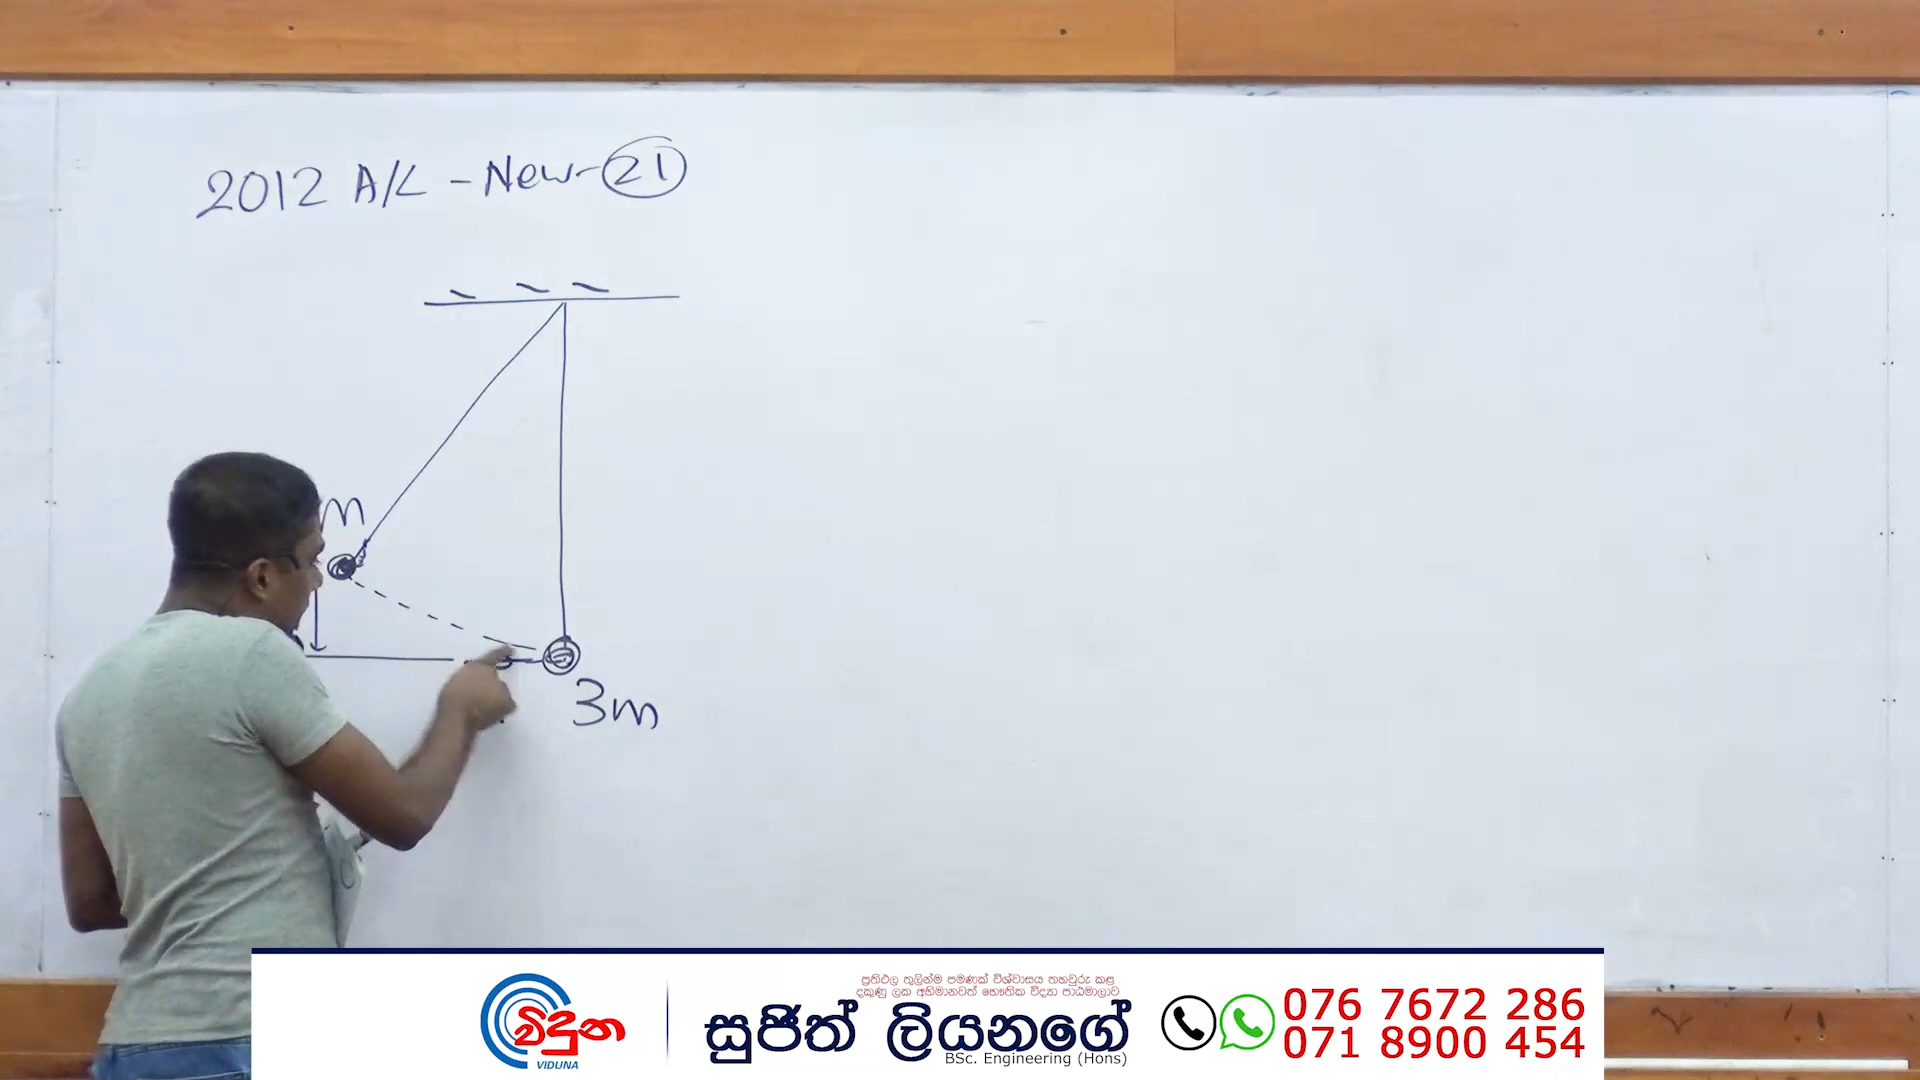 2012 A/L - New - 21
m
3m
ප්‍රතිඵල තුලින්ම පමණක් විශ්වාසය තහවුරු කළ
දකුණු ලක අභිමානවත් භෞතික විද්‍යා පාඨමාලාව
විදුන
VIDUNA
සුජිත් ලියනගේ
BSc. Engineering (Hons)
076 7672 286
071 8900 454